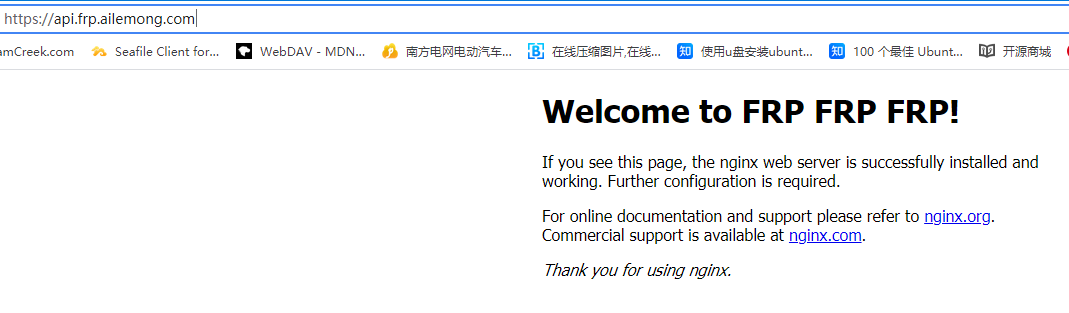 https://api.frp.ailemong.com
amCreek.com Seafile Client for... WebDAV - MDN... 南方电网电动汽车... 在线压缩图片,在线... 知 使用u盘安装ubunt... 知 100 个最佳 Ubunt... 开源商城
Welcome to FRP FRP FRP!
If you see this page, the nginx web server is successfully installed and
working. Further configuration is required.
For online documentation and support please refer to nginx.org.
Commercial support is available at nginx.com.
Thank you for using nginx.